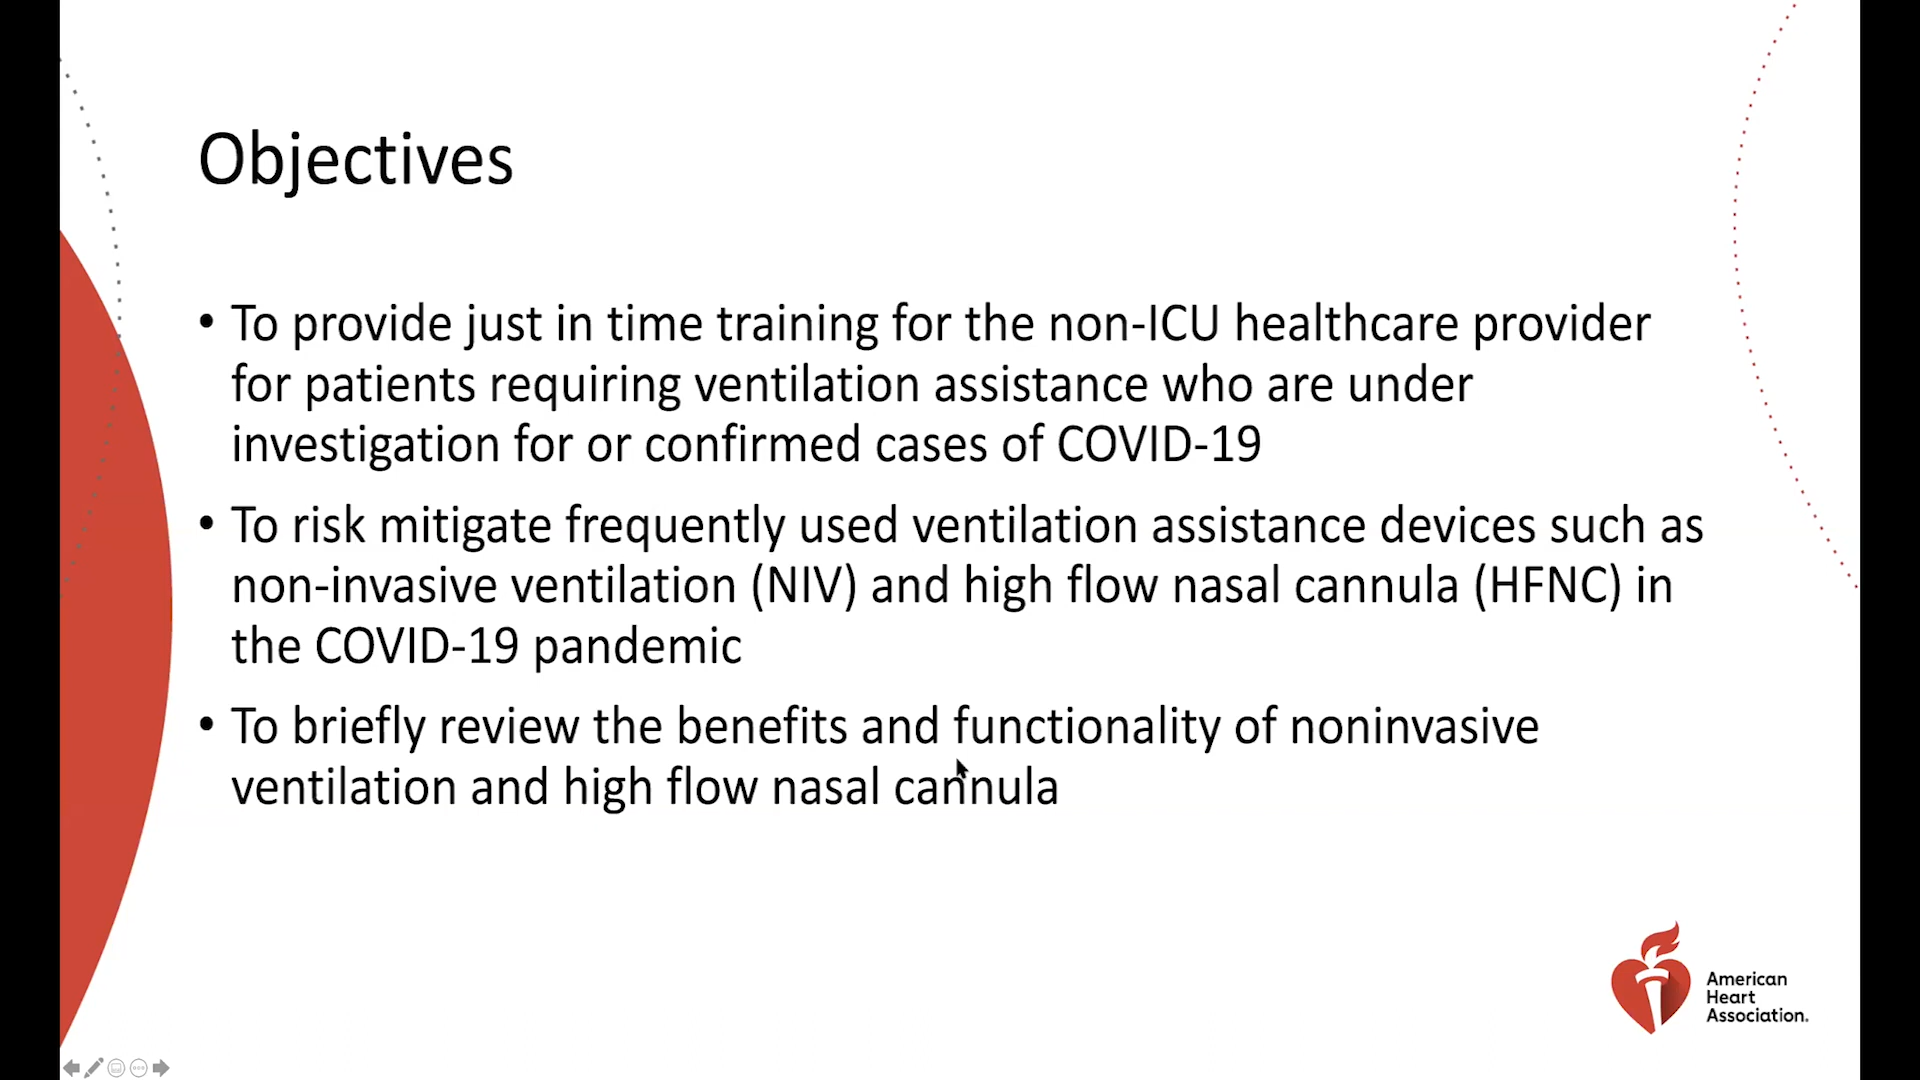 Objectives
• To provide just in time training for the non-ICU healthcare provider
for patients requiring ventilation assistance who are under
investigation for or confirmed cases of COVID-19
• To risk mitigate frequently used ventilation assistance devices such as
non-invasive ventilation (NIV) and high flow nasal cannula (HFNC) in
the COVID-19 pandemic
• To briefly review the benefits and functionality of noninvasive
ventilation and high flow nasal cannula
American
Heart
Association.